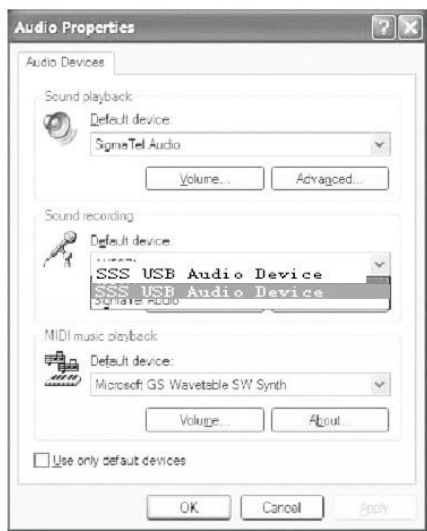 Audio Properties
Audio Devices
Sound playback
Default device:
SigmaTel Audio
Volume...
Advanced...
Sound recording
Default device:
SSS USB Audio Device
SSS USB Audio Device
SigmaTel Audio
MIDI music playback
Default device:
Microsoft GS Wavetable SW Synth
Volume...
About...
Use only default devices
OK
Cancel
Apply